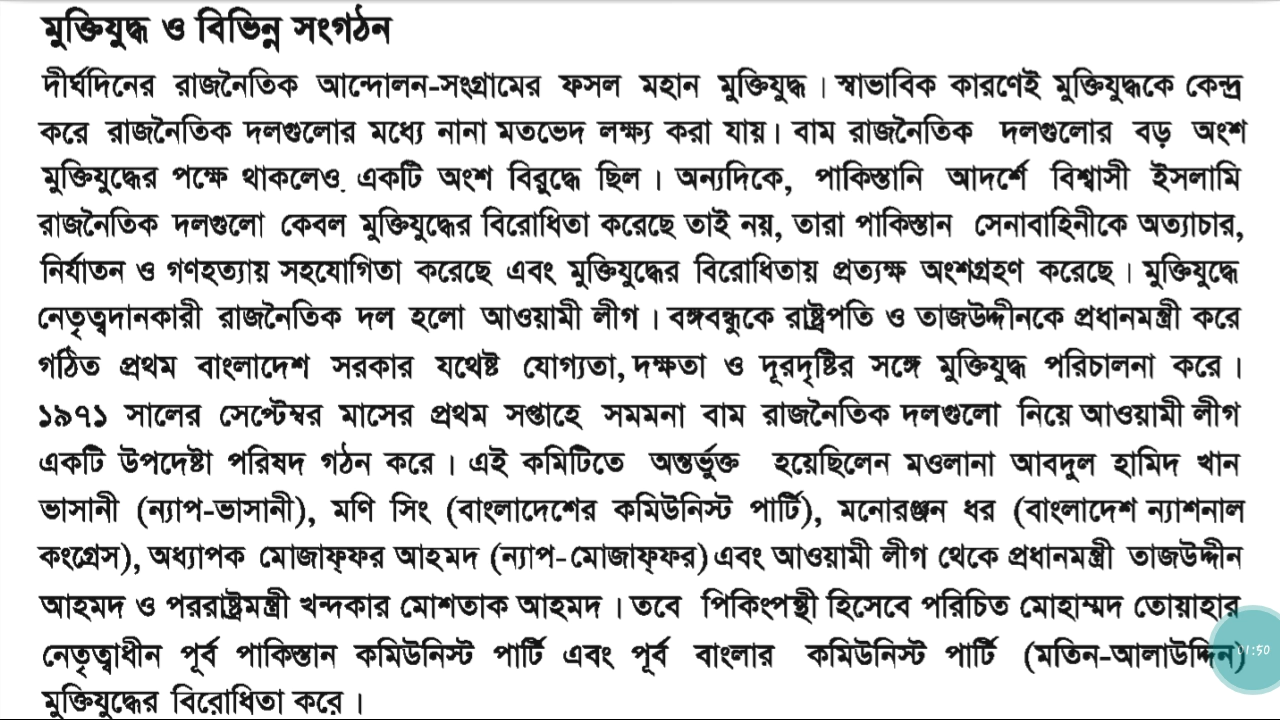 মুক্তিযুদ্ধ ও বিভিন্ন সংগঠন
দীর্ঘদিনের রাজনৈতিক আন্দোলন-সংগ্রামের ফসল মহান মুক্তিযুদ্ধ। স্বাভাবিক কারণেই মুক্তিযুদ্ধকে কেন্দ্র
করে রাজনৈতিক দলগুলোর মধ্যে নানা মতভেদ লক্ষ্য করা যায়। বাম রাজনৈতিক দলগুলোর বড় অংশ
মুক্তিযুদ্ধের পক্ষে থাকলেও. একটি অংশ বিরুদ্ধে ছিল। অন্যদিকে, পাকিস্তানি আদর্শে বিশ্বাসী ইসলামি
রাজনৈতিক দলগুলো কেবল মুক্তিযুদ্ধের বিরোধিতা করেছে তাই নয়, তারা পাকিস্তান সেনাবাহিনীকে অত্যাচার,
নির্যাতন ও গণহত্যায় সহযোগিতা করেছে এবং মুক্তিযুদ্ধের বিরোধিতায় প্রত্যক্ষ অংশগ্রহণ করেছে। মুক্তিযুদ্ধে
নেতৃত্বদানকারী রাজনৈতিক দল হলো আওয়ামী লীগ। বঙ্গবন্ধুকে রাষ্ট্রপতি ও তাজউদ্দীনকে প্রধানমন্ত্রী করে
গঠিত প্রথম বাংলাদেশ সরকার যথেষ্ট যোগ্যতা, দক্ষতা ও দূরদৃষ্টির সঙ্গে মুক্তিযুদ্ধ পরিচালনা করে।
১৯৭১ সালের সেপ্টেম্বর মাসের প্রথম সপ্তাহে সমমনা বাম রাজনৈতিক দলগুলো নিয়ে আওয়ামী লীগ
একটি উপদেষ্টা পরিষদ গঠন করে। এই কমিটিতে অন্তর্ভুক্ত হয়েছিলেন মওলানা আবদুল হামিদ খান
ভাসানী (ন্যাপ-ভাসানী), মণি সিং (বাংলাদেশের কমিউনিস্ট পার্টি), মনোরঞ্জন ধর (বাংলাদেশ ন্যাশনাল
কংগ্রেস), অধ্যাপক মোজাফ্ফর আহমদ (ন্যাপ-মোজাফ্ফর) এবং আওয়ামী লীগ থেকে প্রধানমন্ত্রী তাজউদ্দীন
আহমদ ও পররাষ্ট্রমন্ত্রী খন্দকার মোশতাক আহমদ। তবে পিকিংপন্থী হিসেবে পরিচিত মোহাম্মদ তোয়াহার
নেতৃত্বাধীন পূর্ব পাকিস্তান কমিউনিস্ট পার্টি এবং পূর্ব বাংলার কমিউনিস্ট পার্টি (মতিন-আলাউদ্দিন)
01:50
মুক্তিযুদ্ধের বিরোধিতা করে।